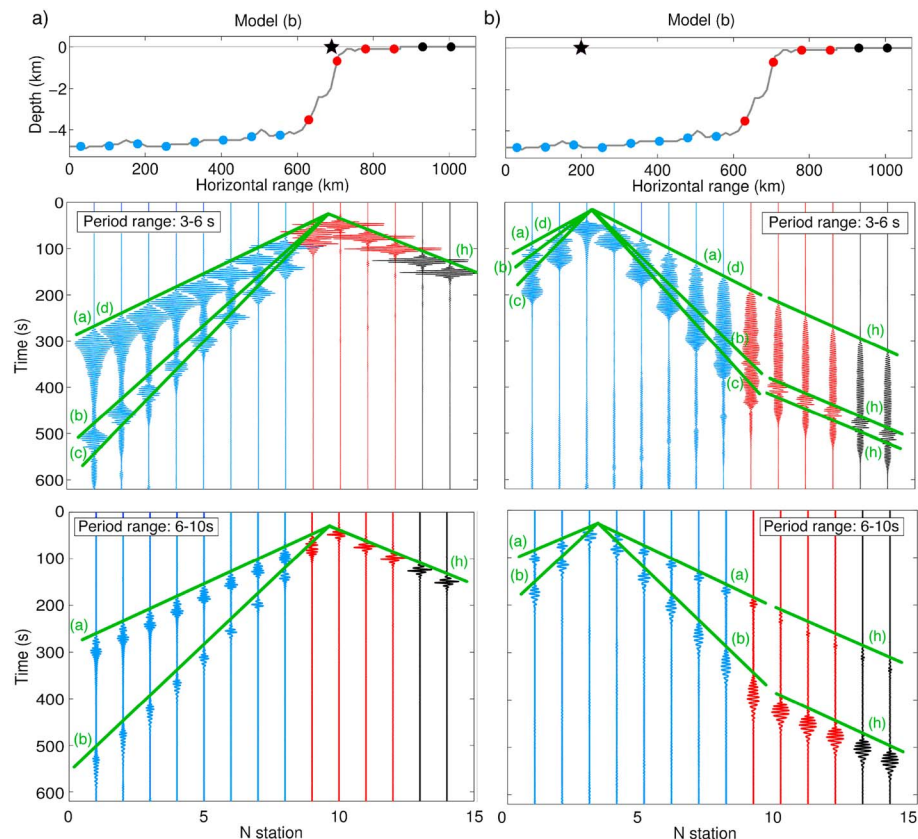 a)
Model (b)
0
−2
−4
Depth (km)
0 200 400 600 800 1000
Horizontal range (km)
Period range: 3-6 s
0
100
200
300
400
500
600
Time (s)
(a) (d)
(b)
(c)
(h)
Period range: 6-10s
0
100
200
300
400
500
600
Time (s)
(a)
(b)
(h)
0 5 10 15
N station
b)
Model (b)
0 200 400 600 800 1000
Horizontal range (km)
Period range: 3-6 s
(a) (d)
(b)
(c)
(a)
(d)
(b)
(c)
(h)
(h)
(h)
Period range: 6-10s
(a)
(b)
(a)
(b)
(h)
(h)
0 5 10 15
N station